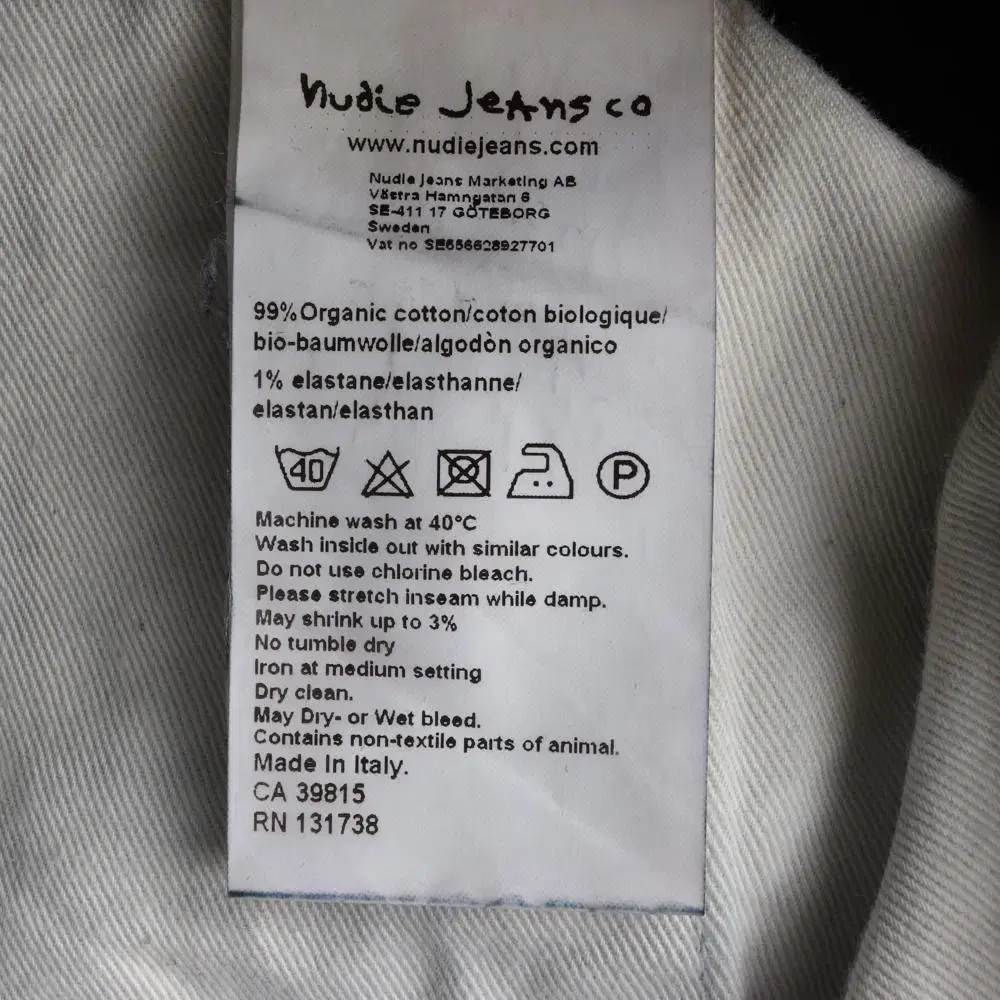 Nudie Jeans co
www.nudiejeans.com
Nudie Jeans Marketing AB
Västra Hamngatan 6
SE-411 17 GÖTEBORG
Sweden
Vat no SE656628927701
99%Organic cotton/coton biologique/
bio-baumwolle/algodòn organico
1% elastane/elasthanne/
elastan/elasthan
40 P
Machine wash at 40°C
Wash inside out with similar colours.
Do not use chlorine bleach.
Please stretch inseam while damp.
May shrink up to 3%
No tumble dry
Iron at medium setting
Dry clean.
May Dry- or Wet bleed.
Contains non-textile parts of animal.
Made In Italy.
CA 39815
RN 131738